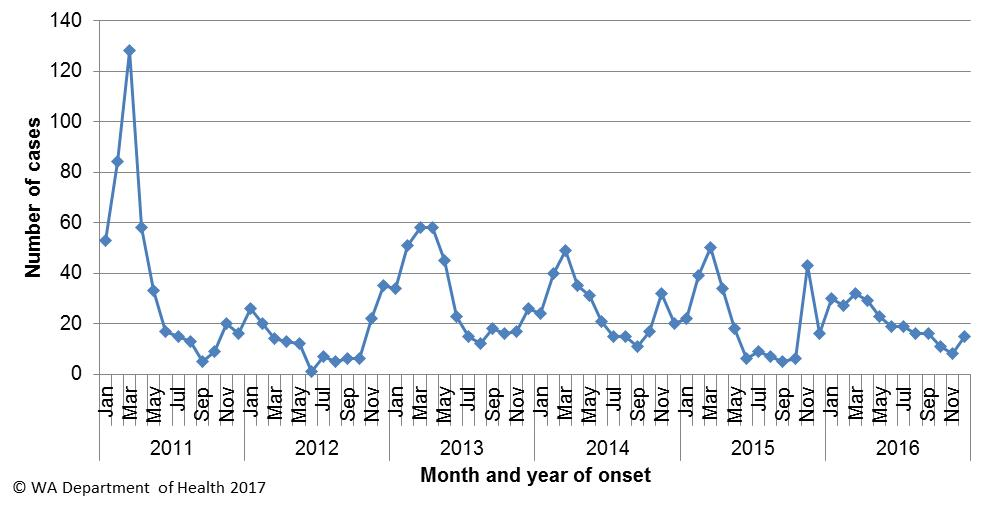 140
120
100
80
60
40
20
0
Number of cases
Jan Mar May Jul Sep Nov Jan Mar May Jul Sep Nov Jan Mar May Jul Sep Nov Jan Mar May Jul Sep Nov Jan Mar May Jul Sep Nov Jan Mar May Jul Sep Nov
2011 2012 2013 2014 2015 2016
Month and year of onset
© WA Department of Health 2017